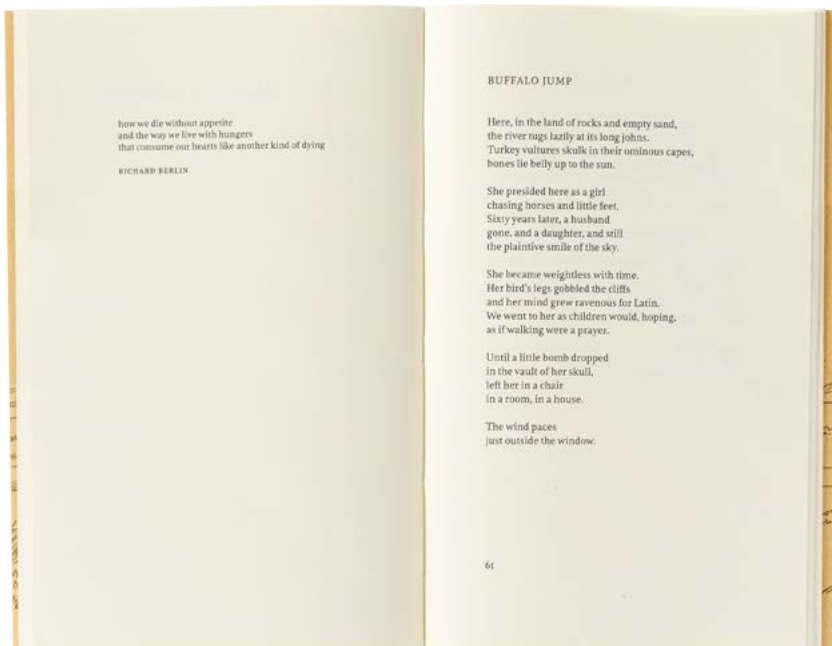 how we die without appetite
and the way we live with hungers
that consume our hearts like another kind of dying
RICHARD BERLIN
BUFFALO JUMP
Here, in the land of rocks and empty sand,
the river tugs lazily at its long johns.
Turkey vultures skulk in their ominous capes,
bones lie belly up to the sun.
She presided here as a girl
chasing horses and little feet.
Sixty years later, a husband
gone, and a daughter, and still
the plaintive smile of the sky.
She became weightless with time.
Her bird's legs gobbled the cliffs
and her mind grew ravenous for Latin.
We went to her as children would, hoping,
as if walking were a prayer.
Until a little bomb dropped
in the vault of her skull,
left her in a chair
in a room, in a house.
The wind paces
just outside the window.
61